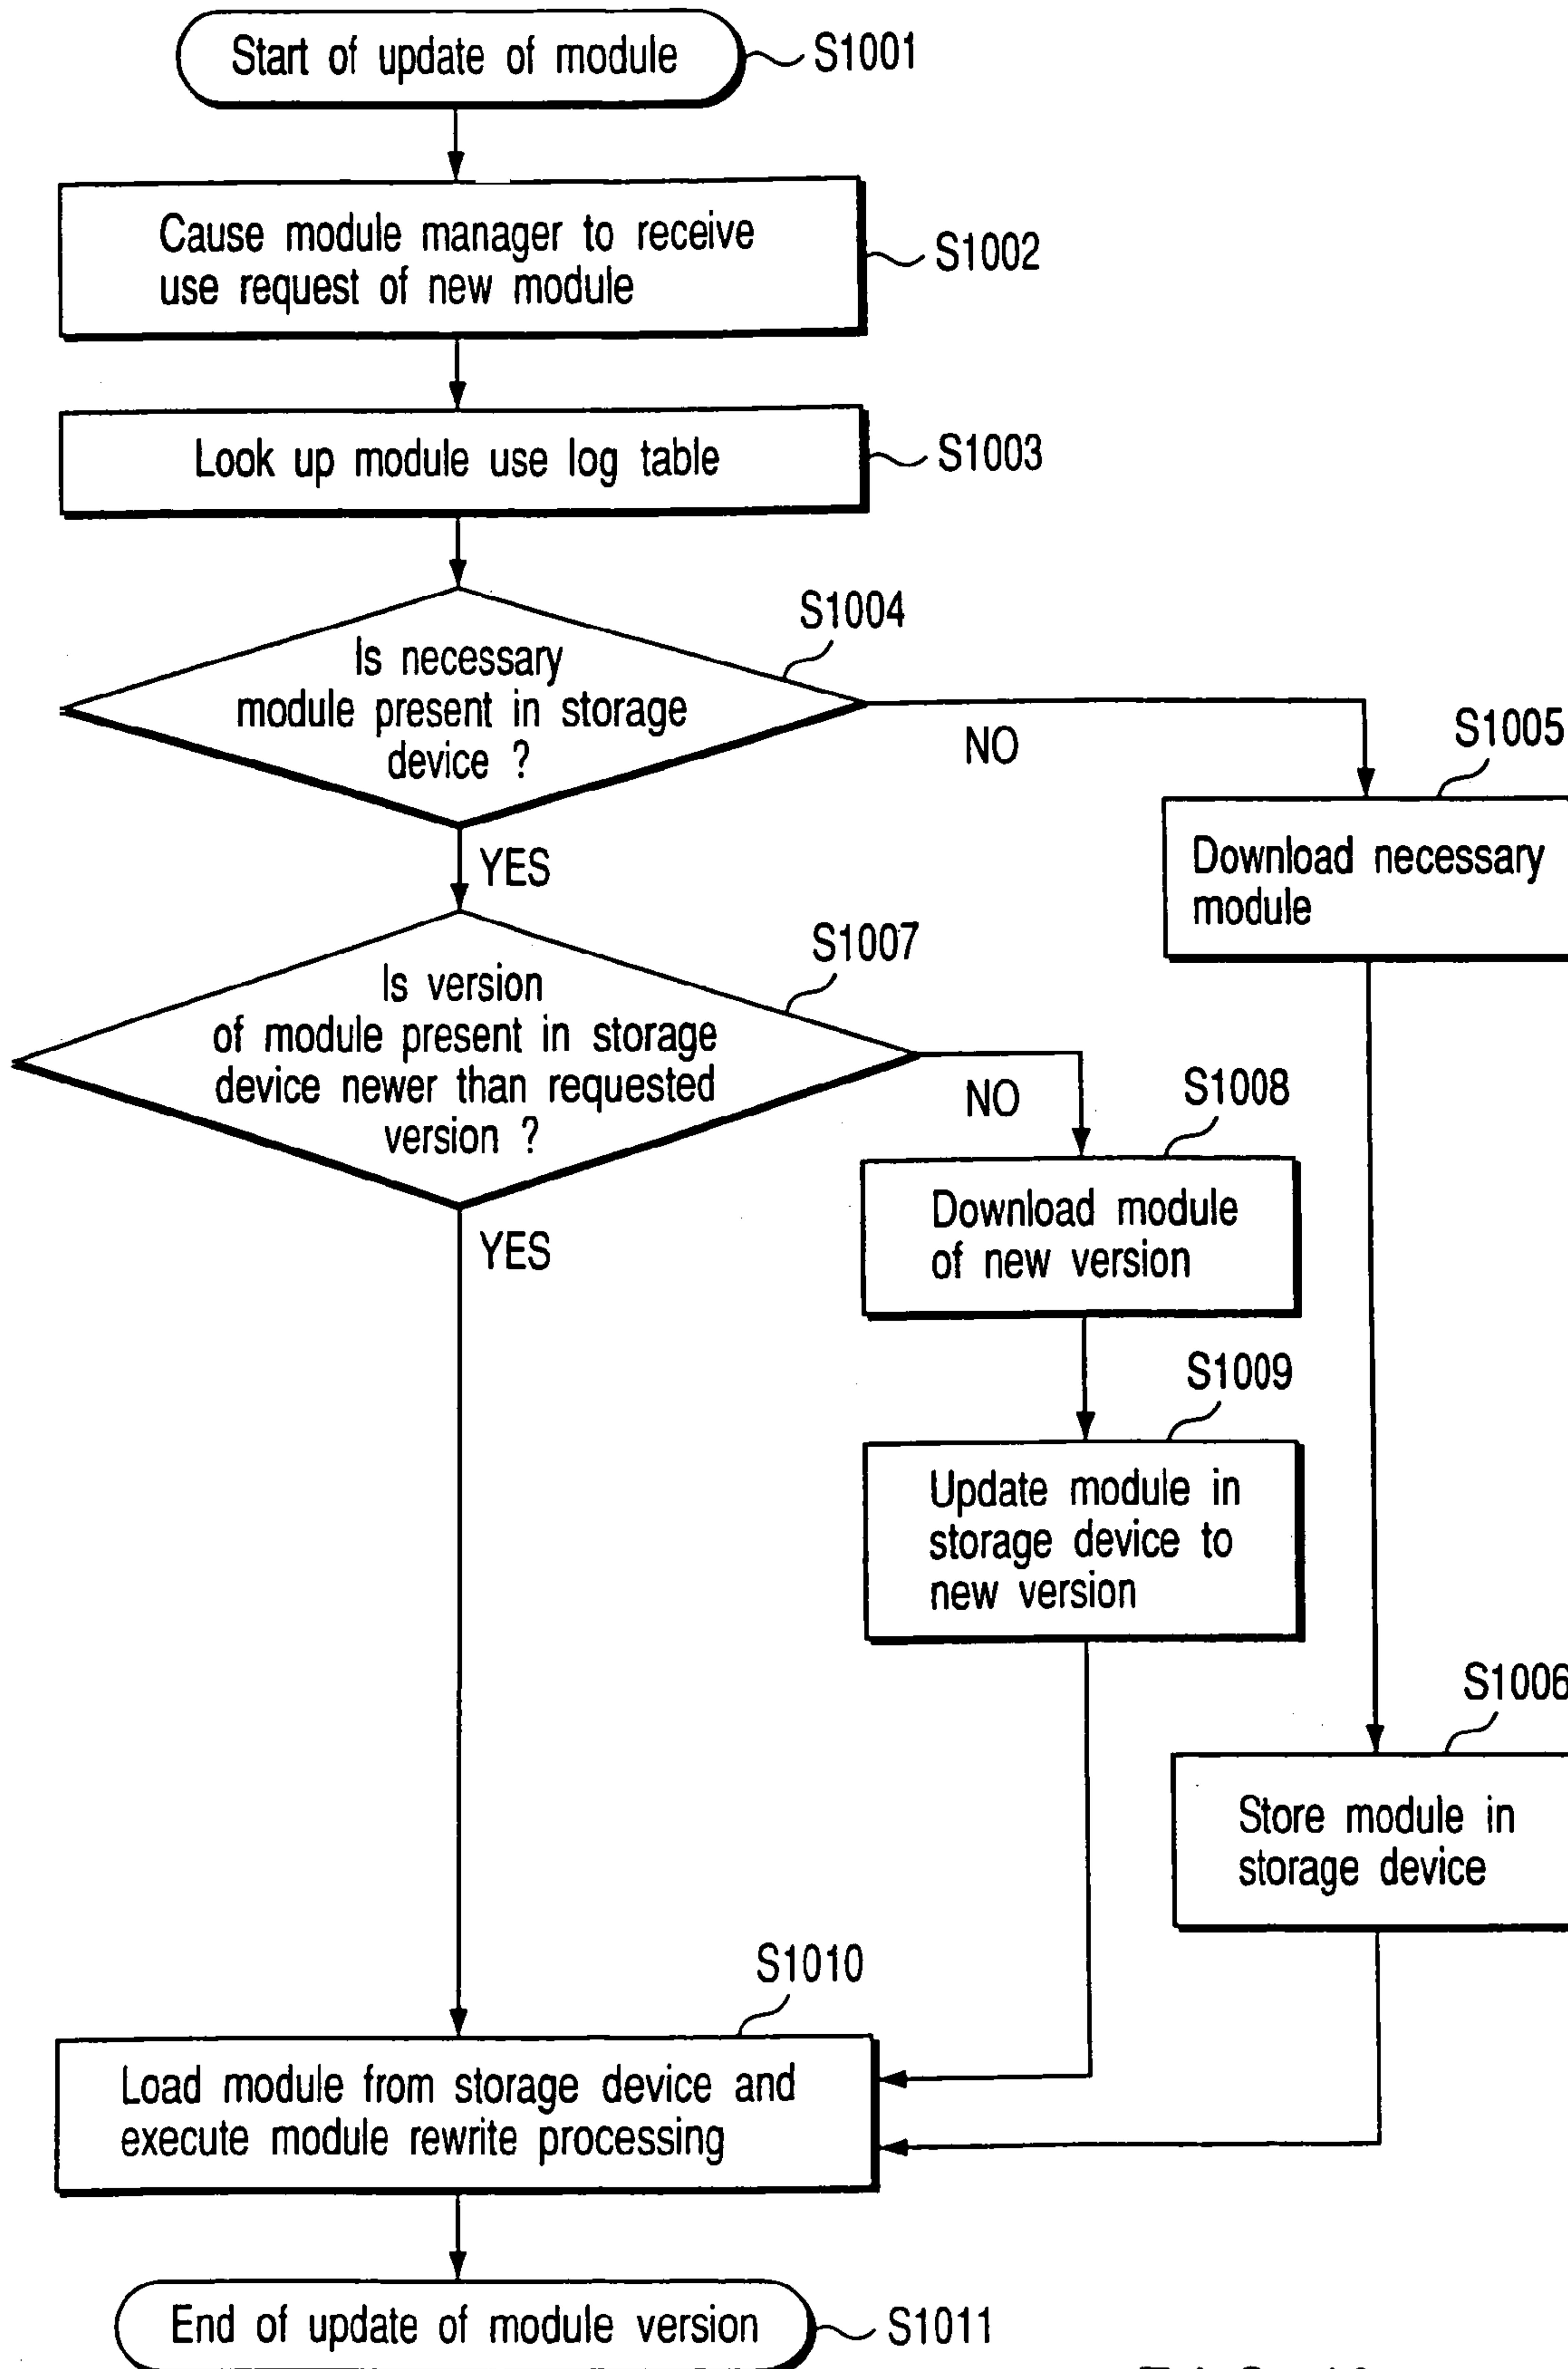 Start of update of module
S1001
Cause module manager to receive
use request of new module
S1002
Look up module use log table
S1003
S1004
Is necessary
module present in storage
device ?
NO
YES
S1005
Download necessary
module
S1007
Is version
of module present in storage
device newer than requested
version ?
NO
YES
S1008
Download module
of new version
S1009
Update module in
storage device to
new version
S1006
Store module in
storage device
S1010
Load module from storage device and
execute module rewrite processing
End of update of module version
S1011